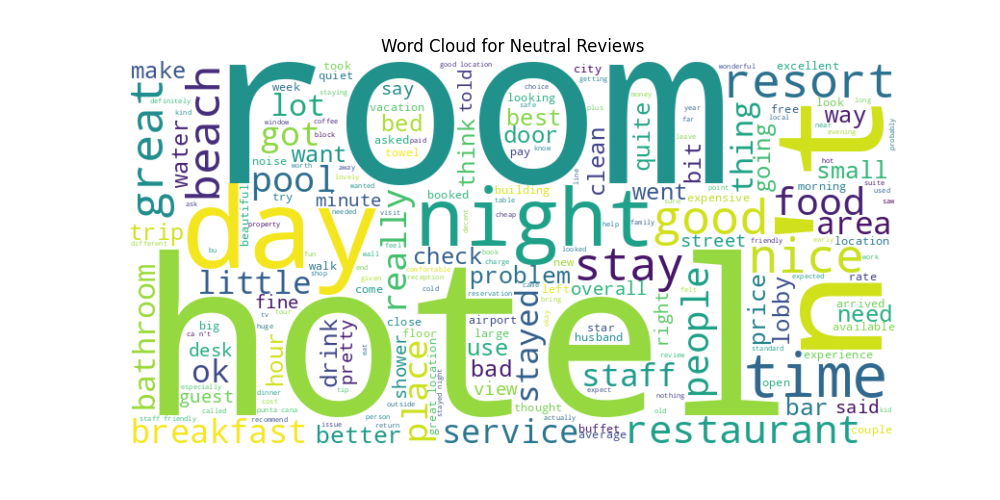 Word Cloud for Neutral Reviews
room
hotel
day
night
n't
time
good
nice
great
beach
resort
stay
food
area
restaurant
service
staff
breakfast
place
people
stayed
bathroom
really
little
pool
got
lot
want
bed
say
best
door
think
told
clean
quite
bit
thing
going
way
small
make
water
trip
minute
check
problem
overall
went
street
price
lobby
need
bar
said
view
bad
use
better
ok
desk
guest
hour
drink
pretty
shower
fine
big
walk
come
close
floor
large
airport
star
husband
right
left
new
building
booked
expensive
morning
location
rate
arrived
available
experience
open
couple
buffet
average
thought
actually
great location
stayed night
staff friendly
recommend
called
especially
dinner
cost
punta cana
ca n't
tv
huge
tour
tip
eat
outside
person
return
issue
review
nothing
old
expect
felt
standard
expected
early
friendly
work
used
saw
suite
hot
point
family
help
looked
cheap
table
decent
visit
needed
wanted
lovely
away
worth
try
noise
beautiful
property
ask
different
fun
shop
end
given
wall
feel
comfortable
reception
cold
reservation
charge
book
bring
okay
line
know
pay
safe
choice
looking
asked
paid
towel
vacation
quiet
took
week
staying
good location
city
getting
plus
money
leave
far
year
free
local
look
long
near
evening
probably
excellent
wonderful
definitely
kind
window
coffee
block
kid